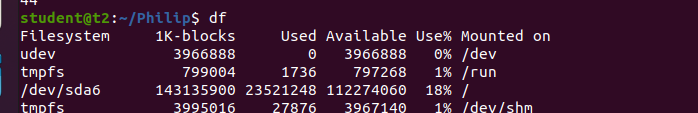 44
student@t2:~/Philip$ df
Filesystem     1K-blocks     Used Available Use% Mounted on
udev             3966888        0   3966888   0% /dev
tmpfs             799004     1736    797268   1% /run
/dev/sda6      143135900 23521248 112274060  18% /
tmpfs            3995016    27876   3967140   1% /dev/shm